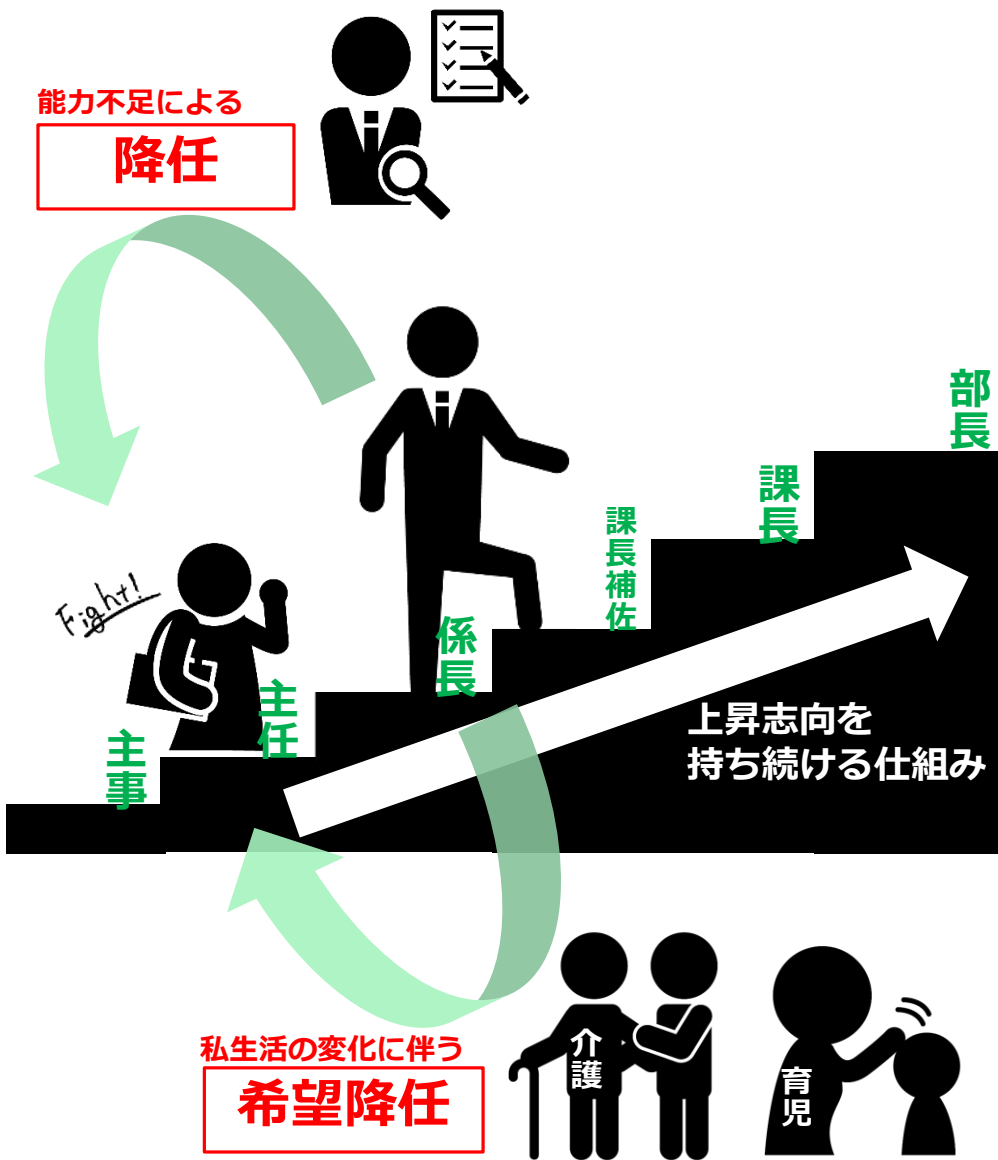 能力不足による
降任
部長
課長
課長補佐
Fight!
係長
主任
主事
上昇志向を
持ち続ける仕組み
私生活の変化に伴う
希望降任
介護
育児